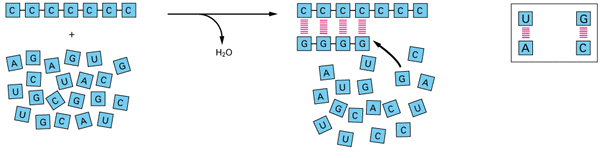 C C C C C C C
+
A G A G U G
C U A C
U G C G G C
U G C A U
H₂O
C C C C C C C
G G G G
U C
A G A
A U U
G C A C U
U U C C
U G
A C